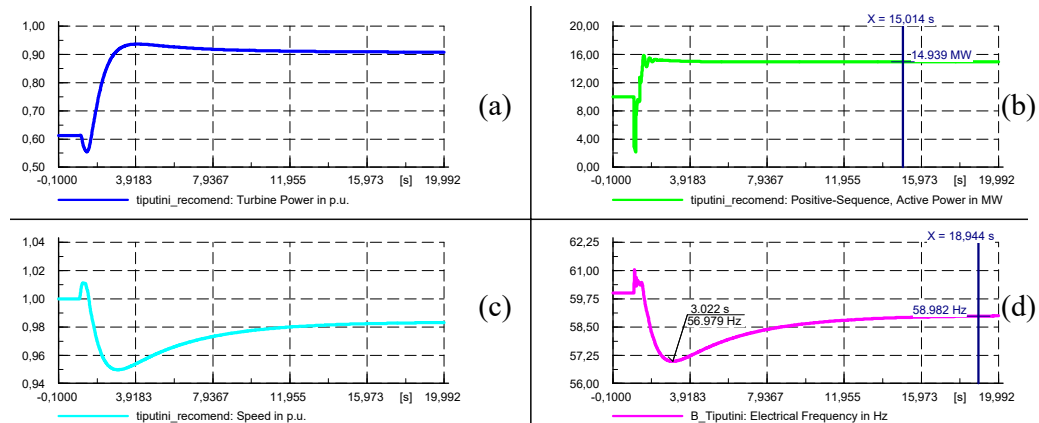 1,00
0,90
0,80
0,70
0,60
0,50
-0,1000 3,9183 7,9367 11,955 15,973 [s] 19,992
tiputini_recomend: Turbine Power in p.u.
(a)
X = 15,014 s
20,00
16,00
12,00
8,00
4,00
0,00
14.939 MW
-0,1000 3,9183 7,9367 11,955 15,973 [s] 19,992
tiputini_recomend: Positive-Sequence, Active Power in MW
(b)
1,04
1,02
1,00
0,98
0,96
0,94
-0,1000 3,9183 7,9367 11,955 15,973 [s] 19,992
tiputini_recomend: Speed in p.u.
(c)
X = 18,944 s
62,25
61,00
59,75
58,50
57,25
56,00
3.022 s
56.979 Hz
58.982 Hz
-0,1000 3,9183 7,9367 11,955 15,973 [s] 19,992
B_Tiputini: Electrical Frequency in Hz
(d)